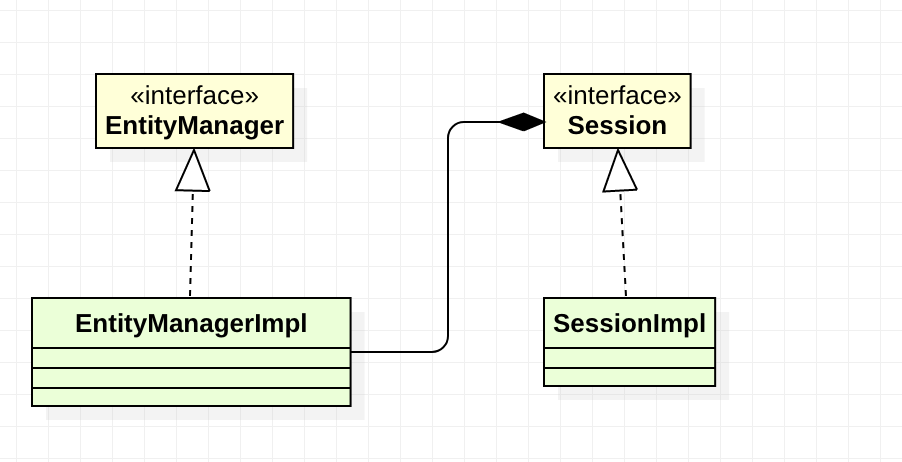 «interface»
EntityManager
«interface»
Session
EntityManagerImpl
SessionImpl